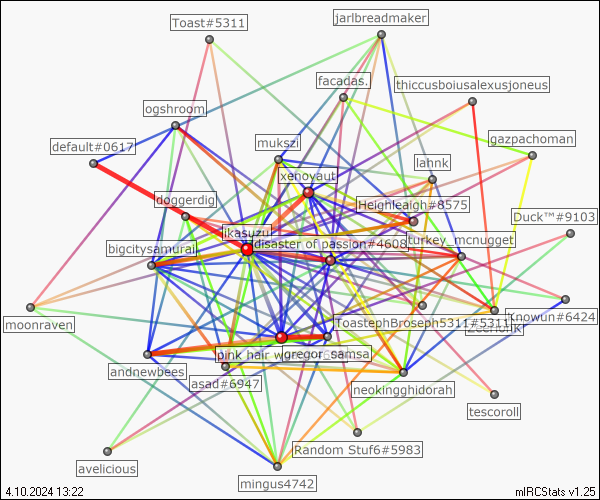 Toast#5311
jarlbreadmaker
facadas.
thiccusboiusalexusjoneus
ogshroom
default#0617
mukszi
gazpachoman
lahnk
xenoyaut
doggerdig
Heighleaigh#8575
Duck™#9103
ikasuzu
disaster of passion#4608
turkey_mcnugget
bigcitysamurai
moonraven
ToastephBroseph5311#5311
Knowun#6424
pink hair w
gregor_samsa
andnewbees
asad#6947
neokingghidorah
tescoroll
Random Stuf6#5983
avelicious
mingus4742
4.10.2024 13:22
mIRCStats v1.25